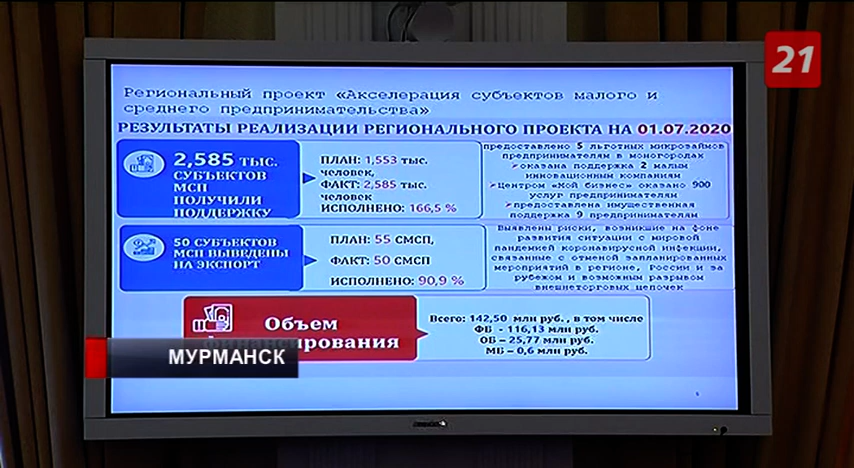 21
Региональный проект «Акселерация субъектов малого и
среднего предпринимательства»
РЕЗУЛЬТАТЫ РЕАЛИЗАЦИИ РЕГИОНАЛЬНОГО ПРОЕКТА НА 01.07.2020
2,585 ТЫС.
СУБЪЕКТОВ
МСП
ПОЛУЧИЛИ
ПОДДЕРЖКУ
ПЛАН: 1,553 тыс.
человек,
ФАКТ: 2,585 тыс.
человек
ИСПОЛНЕНО: 166,5 %
предоставлено 5 льготных микрозаймов
предпринимателям в моногородах
оказана поддержка 2 малым
инновационным компаниям
Центром «Мой бизнес» оказано 900
услуг предпринимателям
предоставлена имущественная
поддержка 9 предпринимателям
50 СУБЪЕКТОВ
МСП ВЫВЕДЕНЫ
НА ЭКСПОРТ
ПЛАН: 55 СМСП,
ФАКТ: 50 СМСП
ИСПОЛНЕНО: 90,9 %
Выявлены риски, возникшие на фоне
развития ситуации с мировой
пандемией коронавирусной инфекции,
связанные с отменой запланированных
мероприятий в регионе, России и за
рубежом и возможным разрывом
внешнеторговых цепочек
Объем
Всего: 142,50 млн руб. , в том числе
ФБ - 116,13 млн руб.
ОБ – 25,77 млн руб.
МБ – 0,6 млн руб.
МУРМАНСК